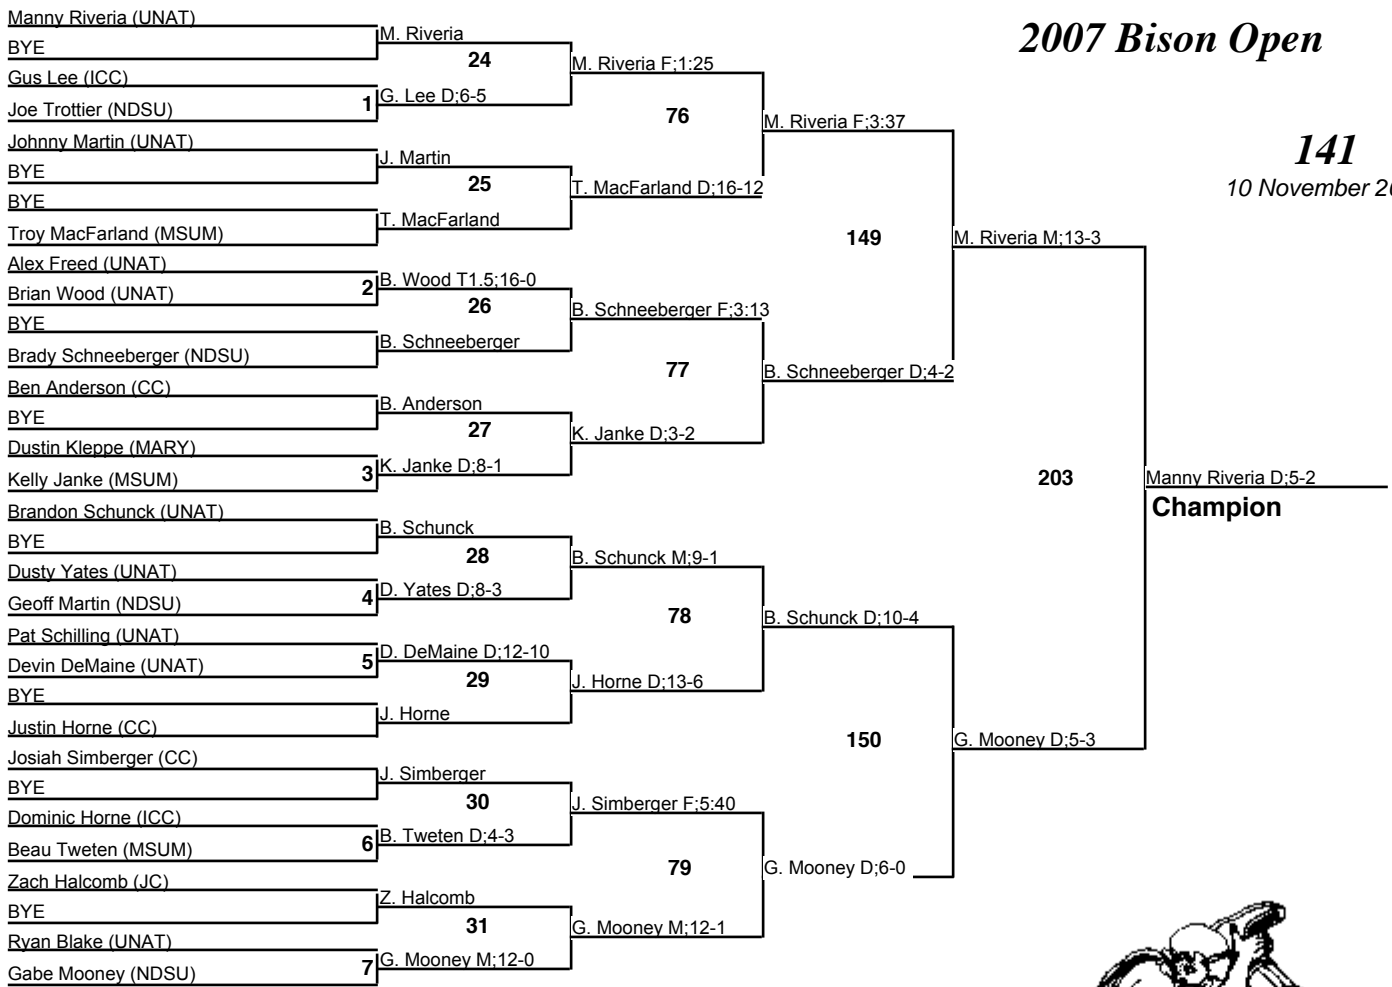 2007 Bison Open
141
10 November 20
Manny Riveria (UNAT)
BYE
Gus Lee (ICC)
Joe Trottier (NDSU)
Johnny Martin (UNAT)
BYE
BYE
Troy MacFarland (MSUM)
Alex Freed (UNAT)
Brian Wood (UNAT)
BYE
Brady Schneeberger (NDSU)
Ben Anderson (CC)
BYE
Dustin Kleppe (MARY)
Kelly Janke (MSUM)
Brandon Schunck (UNAT)
BYE
Dusty Yates (UNAT)
Geoff Martin (NDSU)
Pat Schilling (UNAT)
Devin DeMaine (UNAT)
BYE
Justin Horne (CC)
Josiah Simberger (CC)
BYE
Dominic Horne (ICC)
Beau Tweten (MSUM)
Zach Halcomb (JC)
BYE
Ryan Blake (UNAT)
Gabe Mooney (NDSU)
M. Riveria
24
1 G. Lee D;6-5
J. Martin
25
T. MacFarland
2 B. Wood T1.5;16-0
26
B. Schneeberger
B. Anderson
27
3 K. Janke D;8-1
B. Schunck
28
4 D. Yates D;8-3
5 D. DeMaine D;12-10
29
J. Horne
J. Simberger
30
6 B. Tweten D;4-3
Z. Halcomb
31
7 G. Mooney M;12-0
M. Riveria F;1:25
76
T. MacFarland D;16-12
B. Schneeberger F;3:13
77
K. Janke D;3-2
B. Schunck M;9-1
78
J. Horne D;13-6
J. Simberger F;5:40
79
G. Mooney M;12-1
M. Riveria F;3:37
149
B. Schneeberger D;4-2
B. Schunck D;10-4
150
G. Mooney D;6-0
M. Riveria M;13-3
203
G. Mooney D;5-3
Manny Riveria D;5-2
Champion